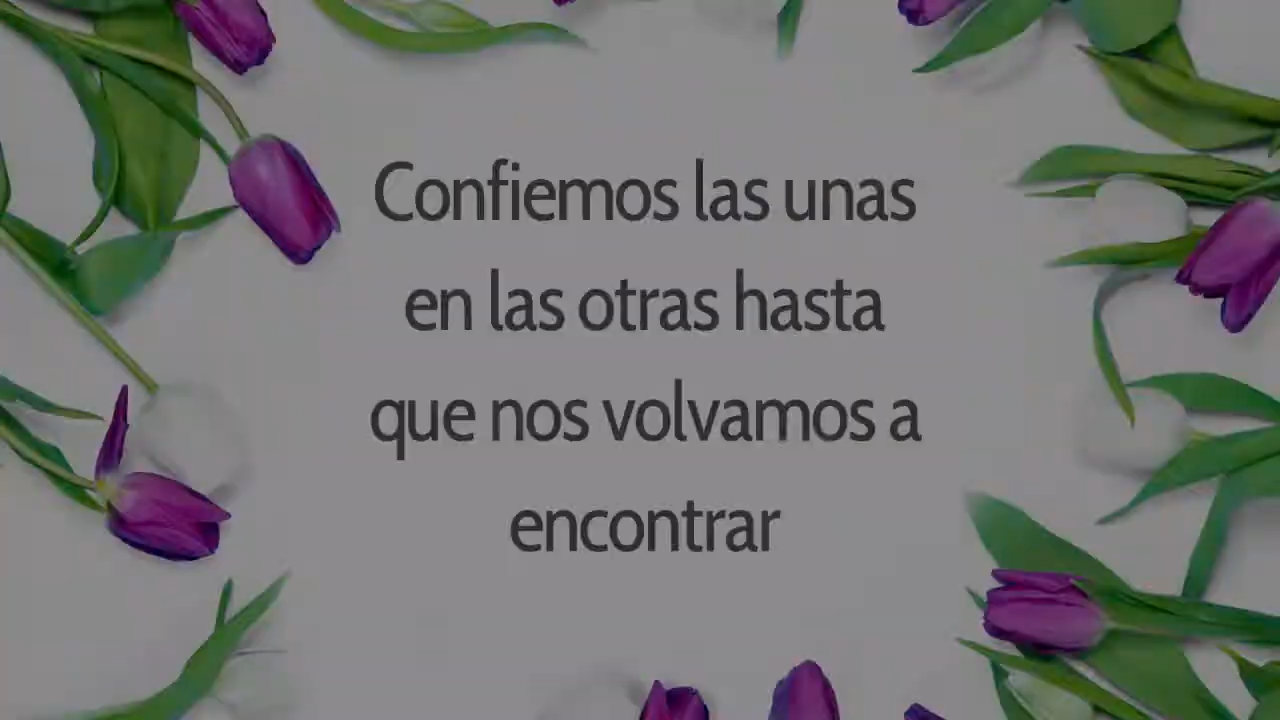 Confiemos las unas
en las otras hasta
que nos volvamos a
encontrar